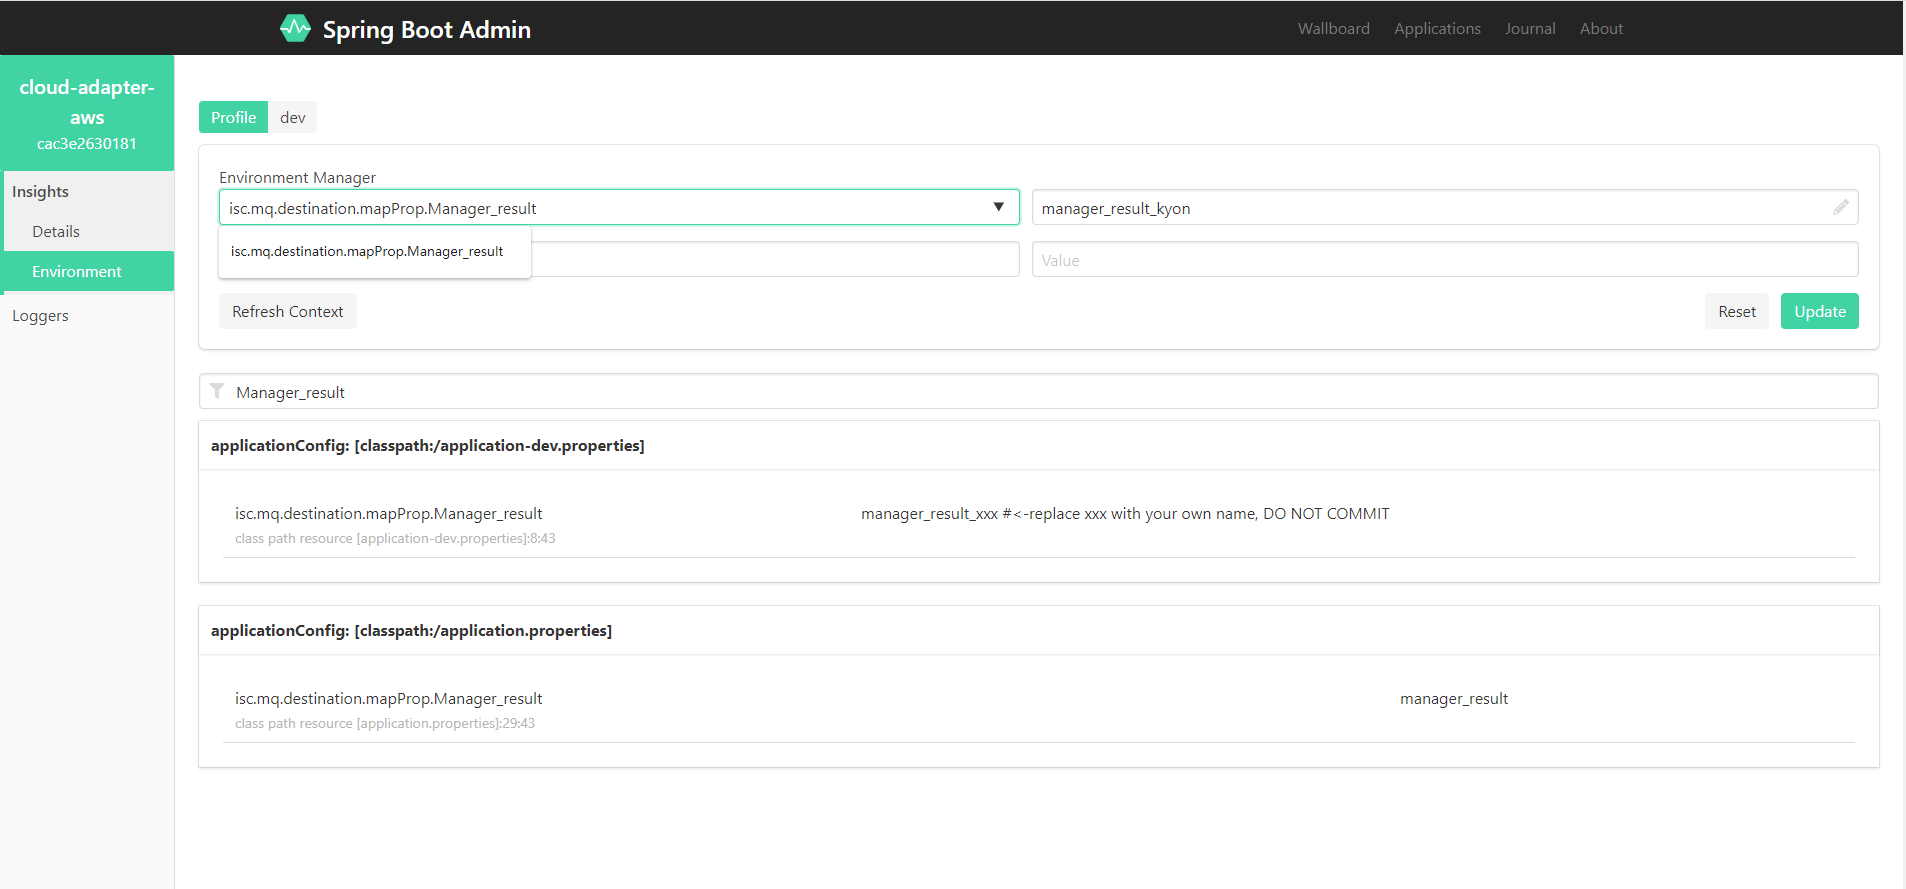 Spring Boot Admin
Wallboard Applications Journal About
cloud-adapter-
aws
cac3e2630181
Insights
Details
Environment
Loggers
Profile dev
Environment Manager
isc.mq.destination.mapProp.Manager_result manager_result_kyon
isc.mq.destination.mapProp.Manager_result
Value
Refresh Context Reset Update
Manager_result
applicationConfig: [classpath:/application-dev.properties]
isc.mq.destination.mapProp.Manager_result manager_result_xxx #<-replace xxx with your own name, DO NOT COMMIT
class path resource [application-dev.properties]:8:43
applicationConfig: [classpath:/application.properties]
isc.mq.destination.mapProp.Manager_result manager_result
class path resource [application.properties]:29:43